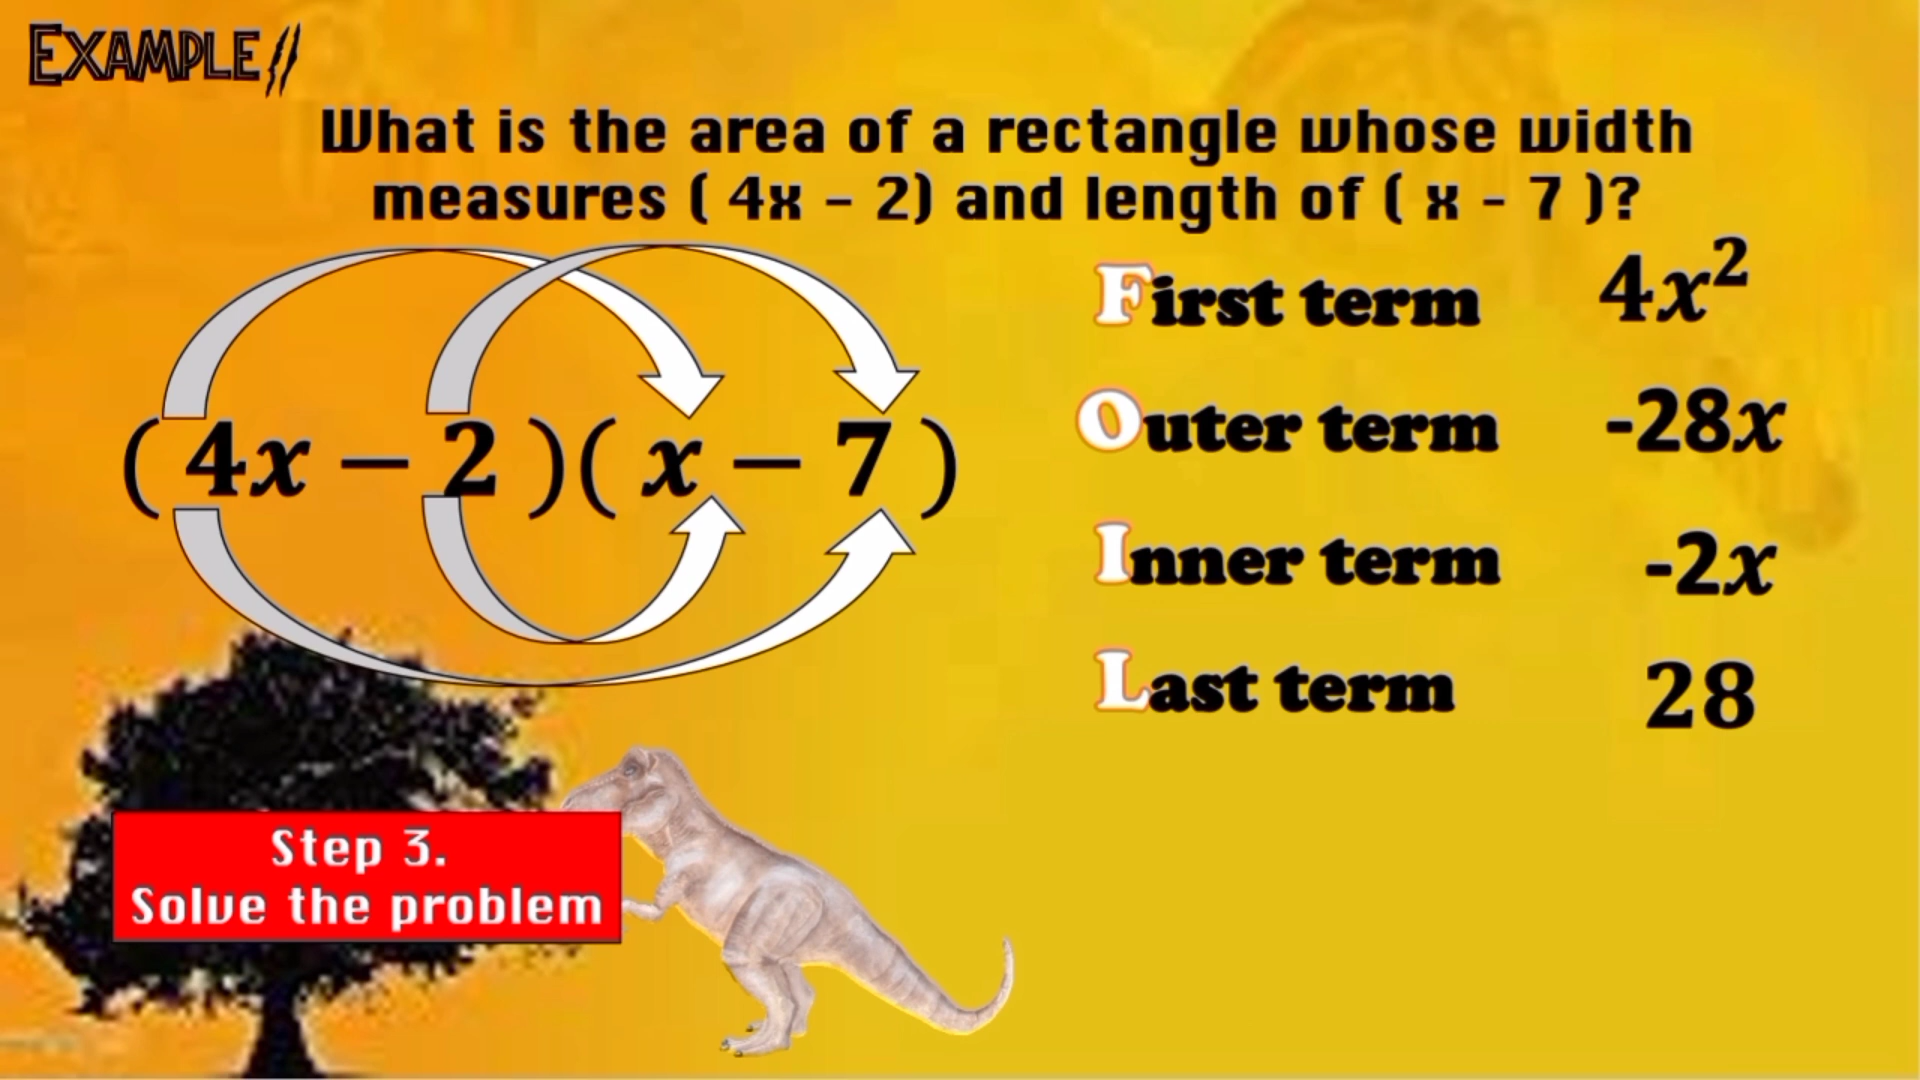 EXAMPLE
What is the area of a rectangle whose width
measures ( 4x – 2) and length of ( x - 7 )?
( 4x – 2 )( x – 7 )
First term 4x²
Outer term -28x
Inner term -2x
Last term 28
Step 3.
Solve the problem